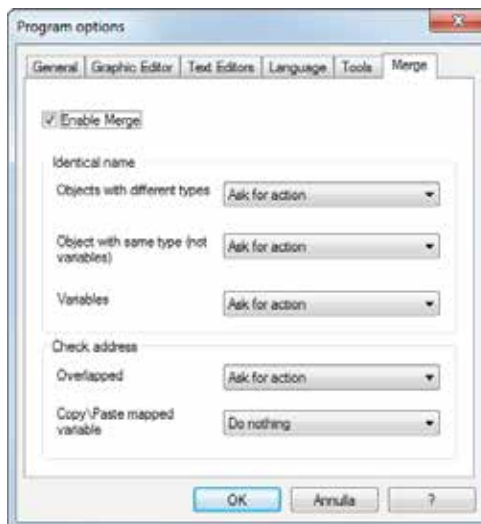 Program options
General Graphic Editor Text Editors Language Tools Merge
Enable Merge
Identical name
Objects with different types Ask for action
Object with same type (not variables) Ask for action
Variables Ask for action
Check address
Overlapped Ask for action
Copy\Paste mapped variable Do nothing
OK Annulla ?